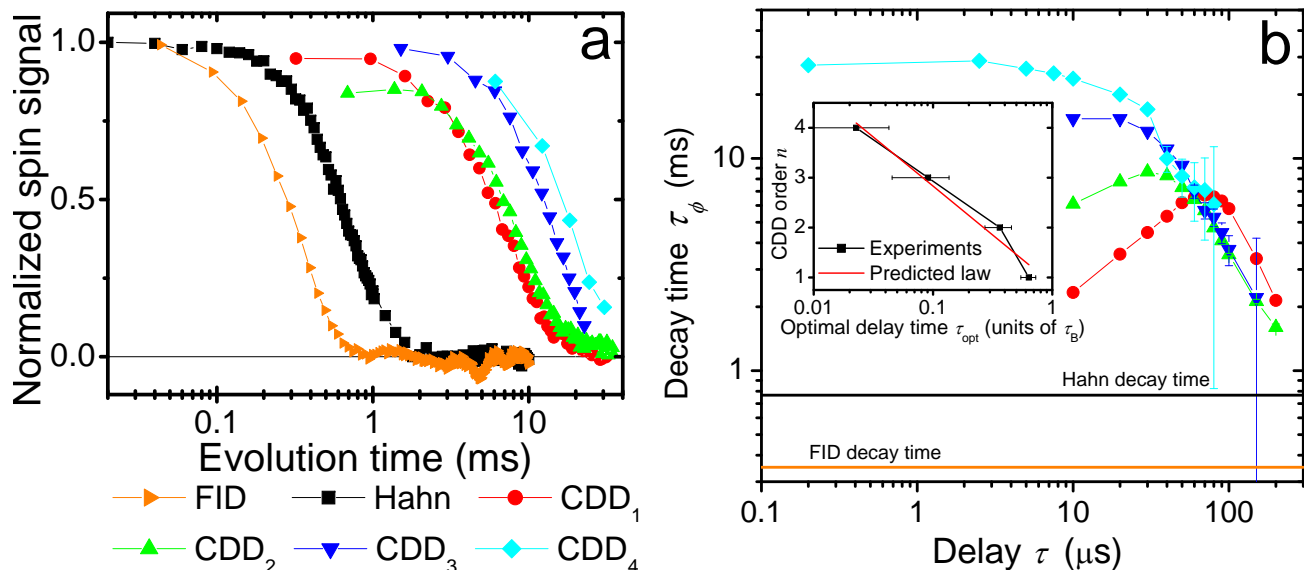 a
Normalized spin signal
1.0
0.5
0.0
0.1
1
10
Evolution time (ms)
FID
Hahn
CDD1
CDD2
CDD3
CDD4
b
Decay time τϕ (ms)
10
1
CDD order n
4
3
2
1
Experiments
Predicted law
0.01
0.1
1
Optimal delay time τopt (units of τB)
Hahn decay time
FID decay time
0.1
1
10
100
Delay τ (μs)